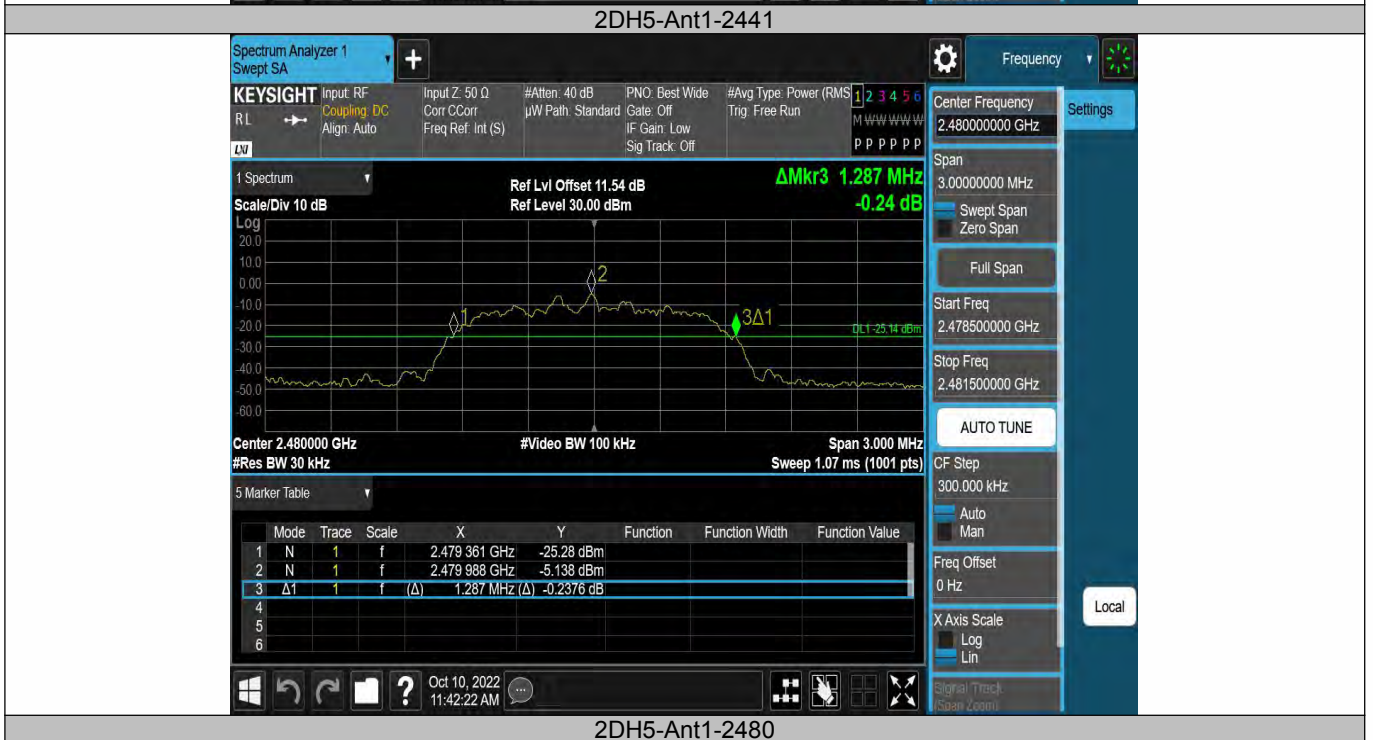 2DH5-Ant1-2441
Spectrum Analyzer 1
Swept SA
+
Frequency
KEYSIGHT
RL
LXI
Input: RF
Coupling: DC
Align: Auto
Input Z: 50 Ω
Corr CCorr
Freq Ref: Int (S)
#Atten: 40 dB
µW Path: Standard
PNO: Best Wide
Gate: Off
IF Gain: Low
Sig Track: Off
#Avg Type: Power (RMS
Trig: Free Run
1 2 3 4 5 6
M W W W W W
P P P P P P
Center Frequency
2.480000000 GHz
Settings
Span
3.00000000 MHz
Swept Span
Zero Span
Full Span
Start Freq
2.478500000 GHz
Stop Freq
2.481500000 GHz
AUTO TUNE
CF Step
300.000 kHz
Auto
Man
Freq Offset
0 Hz
X Axis Scale
Log
Lin
Signal Track
(Span Zoom)
Local
1 Spectrum
Scale/Div 10 dB
Ref Lvl Offset 11.54 dB
Ref Level 30.00 dBm
ΔMkr3 1.287 MHz
-0.24 dB
Log
20.0
10.0
0.00
-10.0
-20.0
-30.0
-40.0
-50.0
-60.0
1
2
3Δ1
DL1 -25.14 dBm
Center 2.480000 GHz
#Res BW 30 kHz
#Video BW 100 kHz
Span 3.000 MHz
Sweep 1.07 ms (1001 pts)
5 Marker Table
Mode Trace Scale X Y Function Function Width Function Value
1 N 1 f 2.479 361 GHz -25.28 dBm
2 N 1 f 2.479 988 GHz -5.138 dBm
3 Δ1 1 f (Δ) 1.287 MHz (Δ) -0.2376 dB
4
5
6
?
Oct 10, 2022
11:42:22 AM
2DH5-Ant1-2480